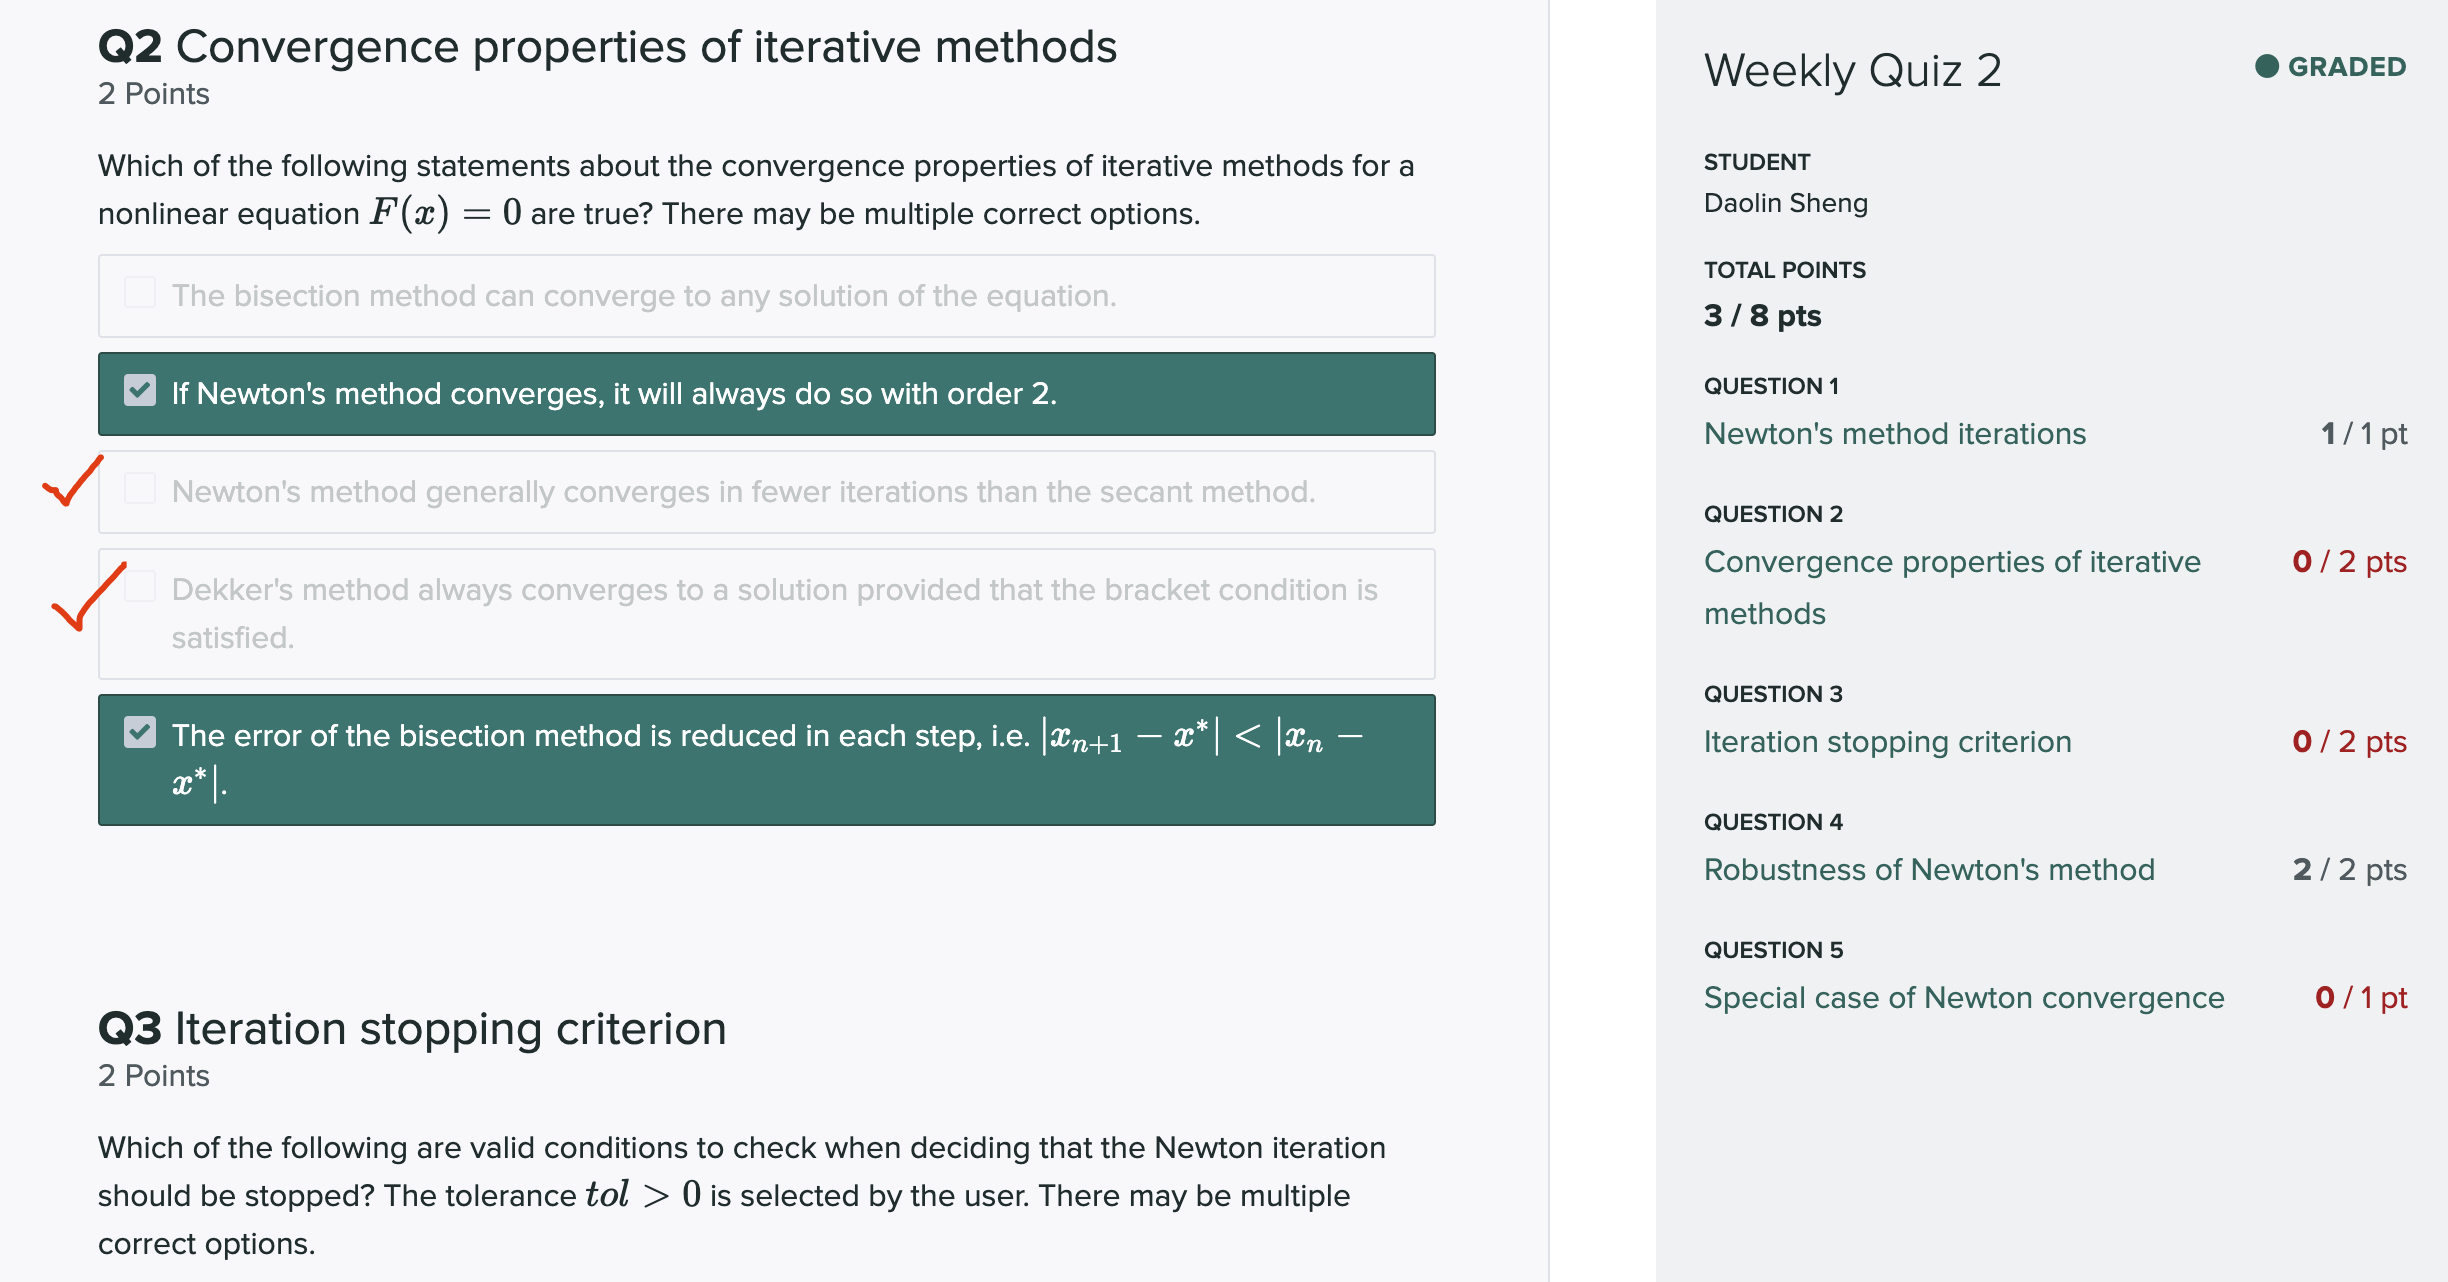 Q2 Convergence properties of iterative methods
2 Points
Which of the following statements about the convergence properties of iterative methods for a
nonlinear equation F(x) = 0 are true? There may be multiple correct options.
The bisection method can converge to any solution of the equation.
If Newton's method converges, it will always do so with order 2.
Newton's method generally converges in fewer iterations than the secant method.
Dekker's method always converges to a solution provided that the bracket condition is
satisfied.
The error of the bisection method is reduced in each step, i.e. |xₙ₊₁ − x*| < |xₙ −
x*|.
Q3 Iteration stopping criterion
2 Points
Which of the following are valid conditions to check when deciding that the Newton iteration
should be stopped? The tolerance tol > 0 is selected by the user. There may be multiple
correct options.
Weekly Quiz 2
GRADED
STUDENT
Daolin Sheng
TOTAL POINTS
3 / 8 pts
QUESTION 1
Newton's method iterations 1 / 1 pt
QUESTION 2
Convergence properties of iterative 0 / 2 pts
methods
QUESTION 3
Iteration stopping criterion 0 / 2 pts
QUESTION 4
Robustness of Newton's method 2 / 2 pts
QUESTION 5
Special case of Newton convergence 0 / 1 pt